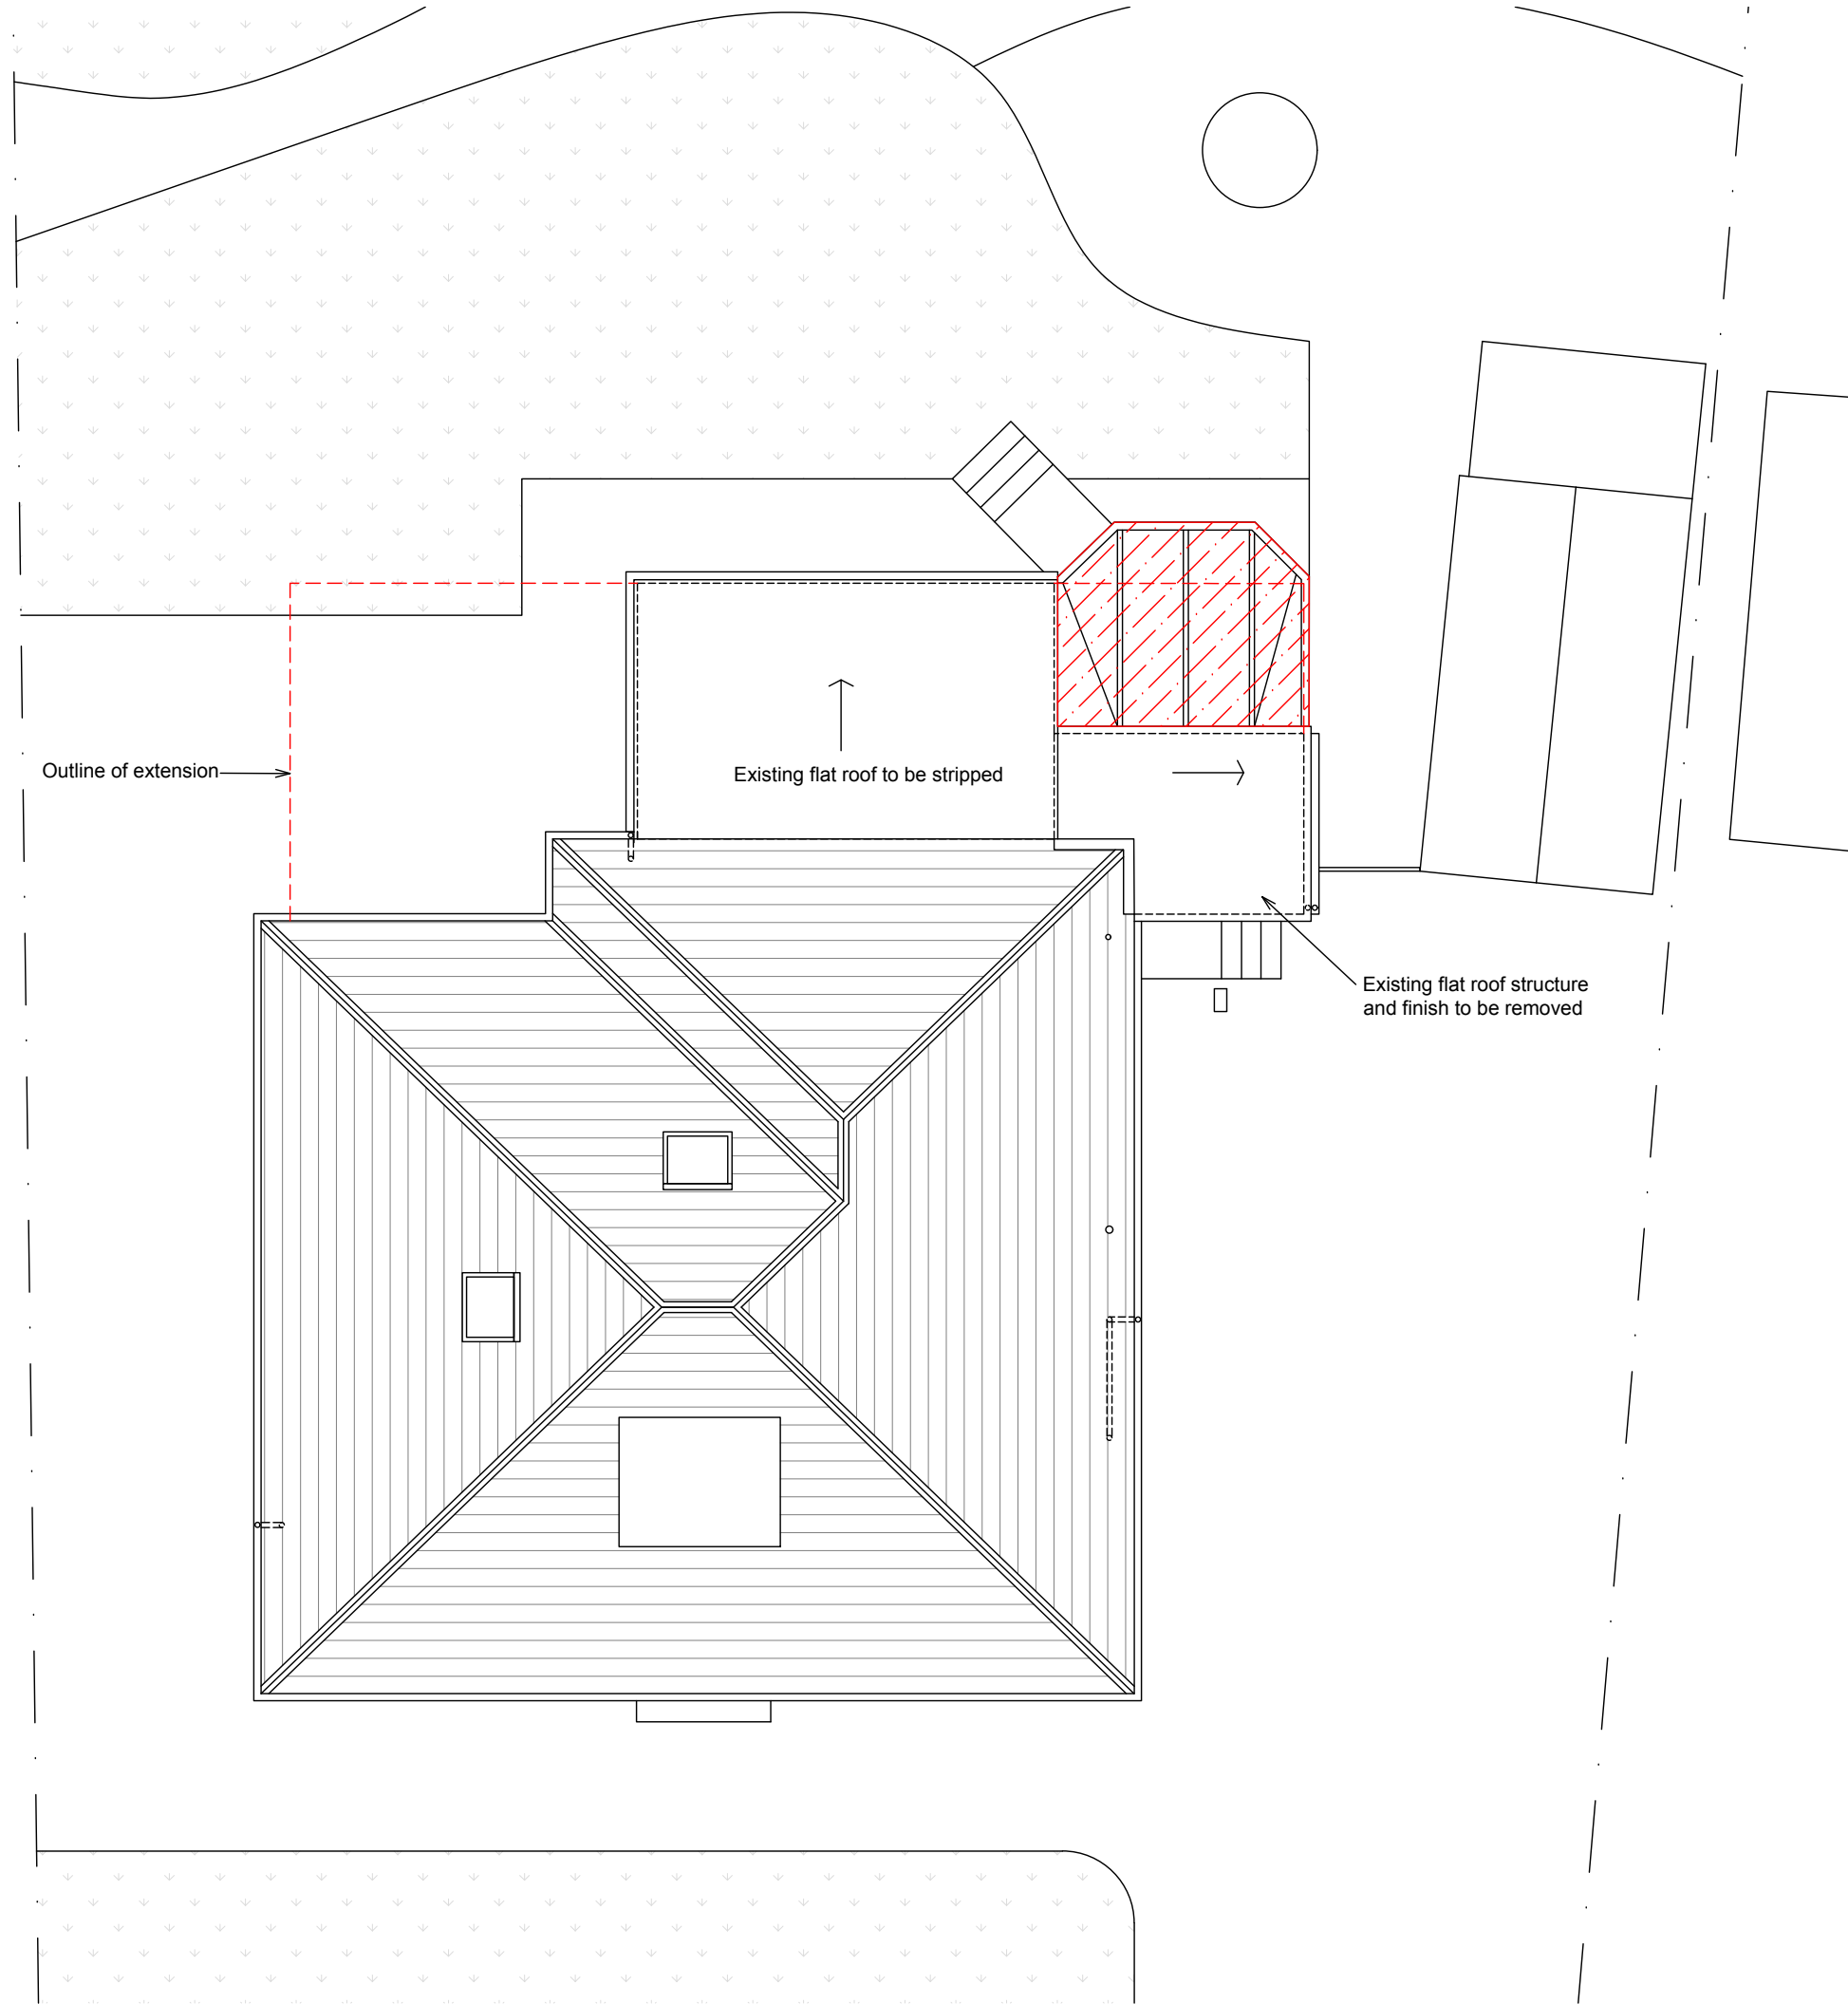 Outline of extension
Existing flat roof to be stripped
Existing flat roof structure
and finish to be removed